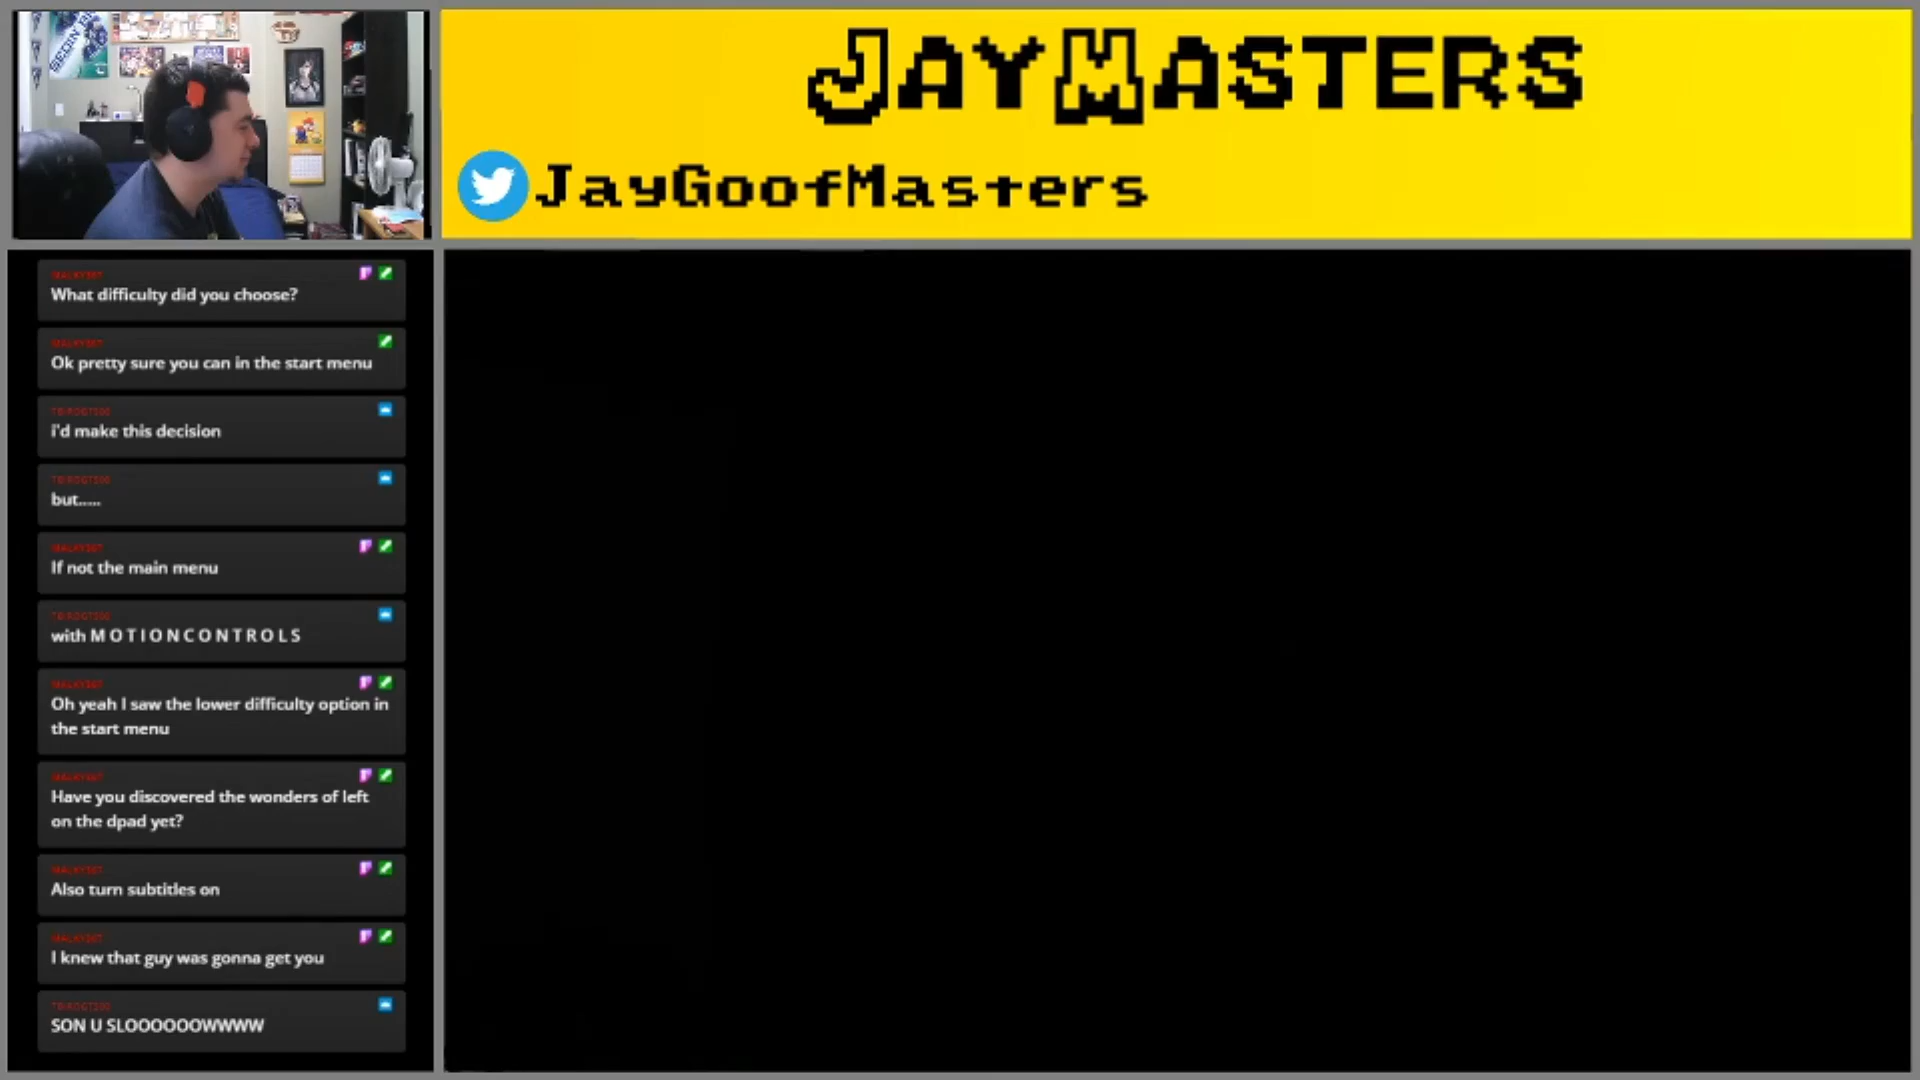 JAYMASTERS
JayGoofMasters
What difficulty did you choose?
Ok pretty sure you can in the start menu
i'd make this decision
but.....
If not the main menu
with M O T I O N C O N T R O L S
Oh yeah I saw the lower difficulty option in
the start menu
Have you discovered the wonders of left
on the dpad yet?
Also turn subtitles on
I knew that guy was gonna get you
SON U SLOOOOOOWWWW